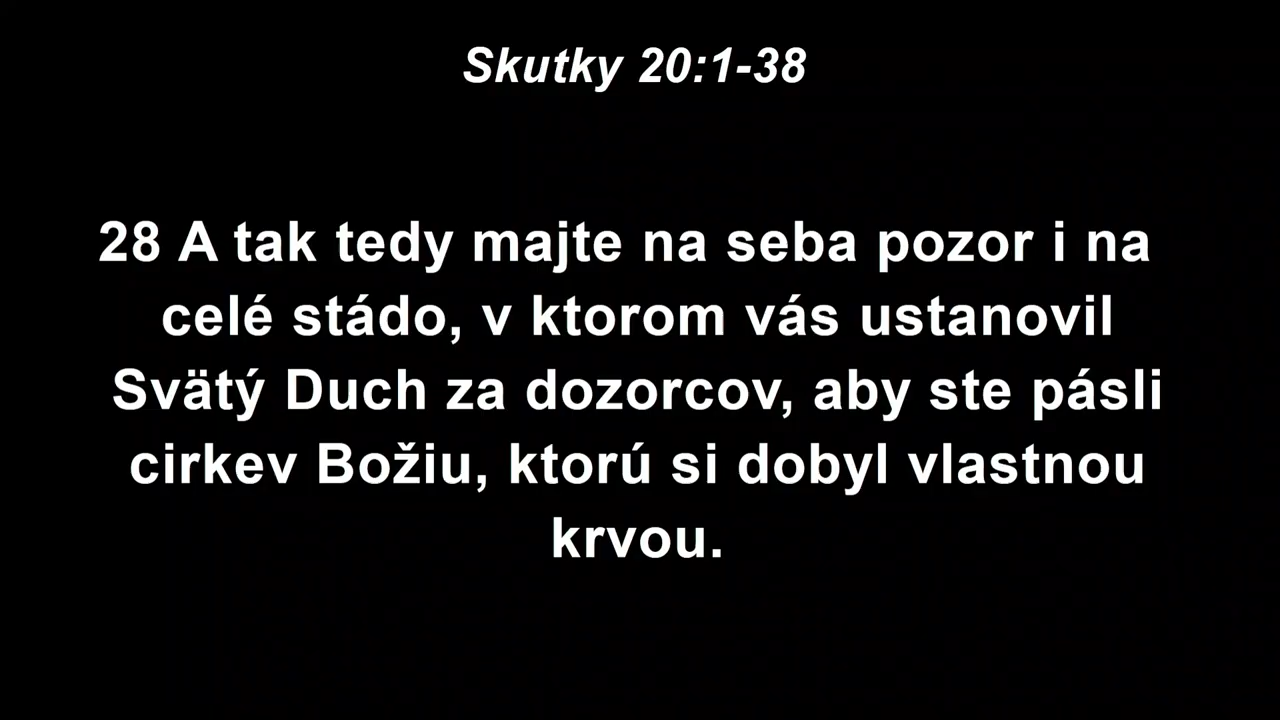 Skutky 20:1-38
28 A tak tedy majte na seba pozor i na
celé stádo, v ktorom vás ustanovil
Svätý Duch za dozorcov, aby ste pásli
cirkev Božiu, ktorú si dobyl vlastnou
krvou.